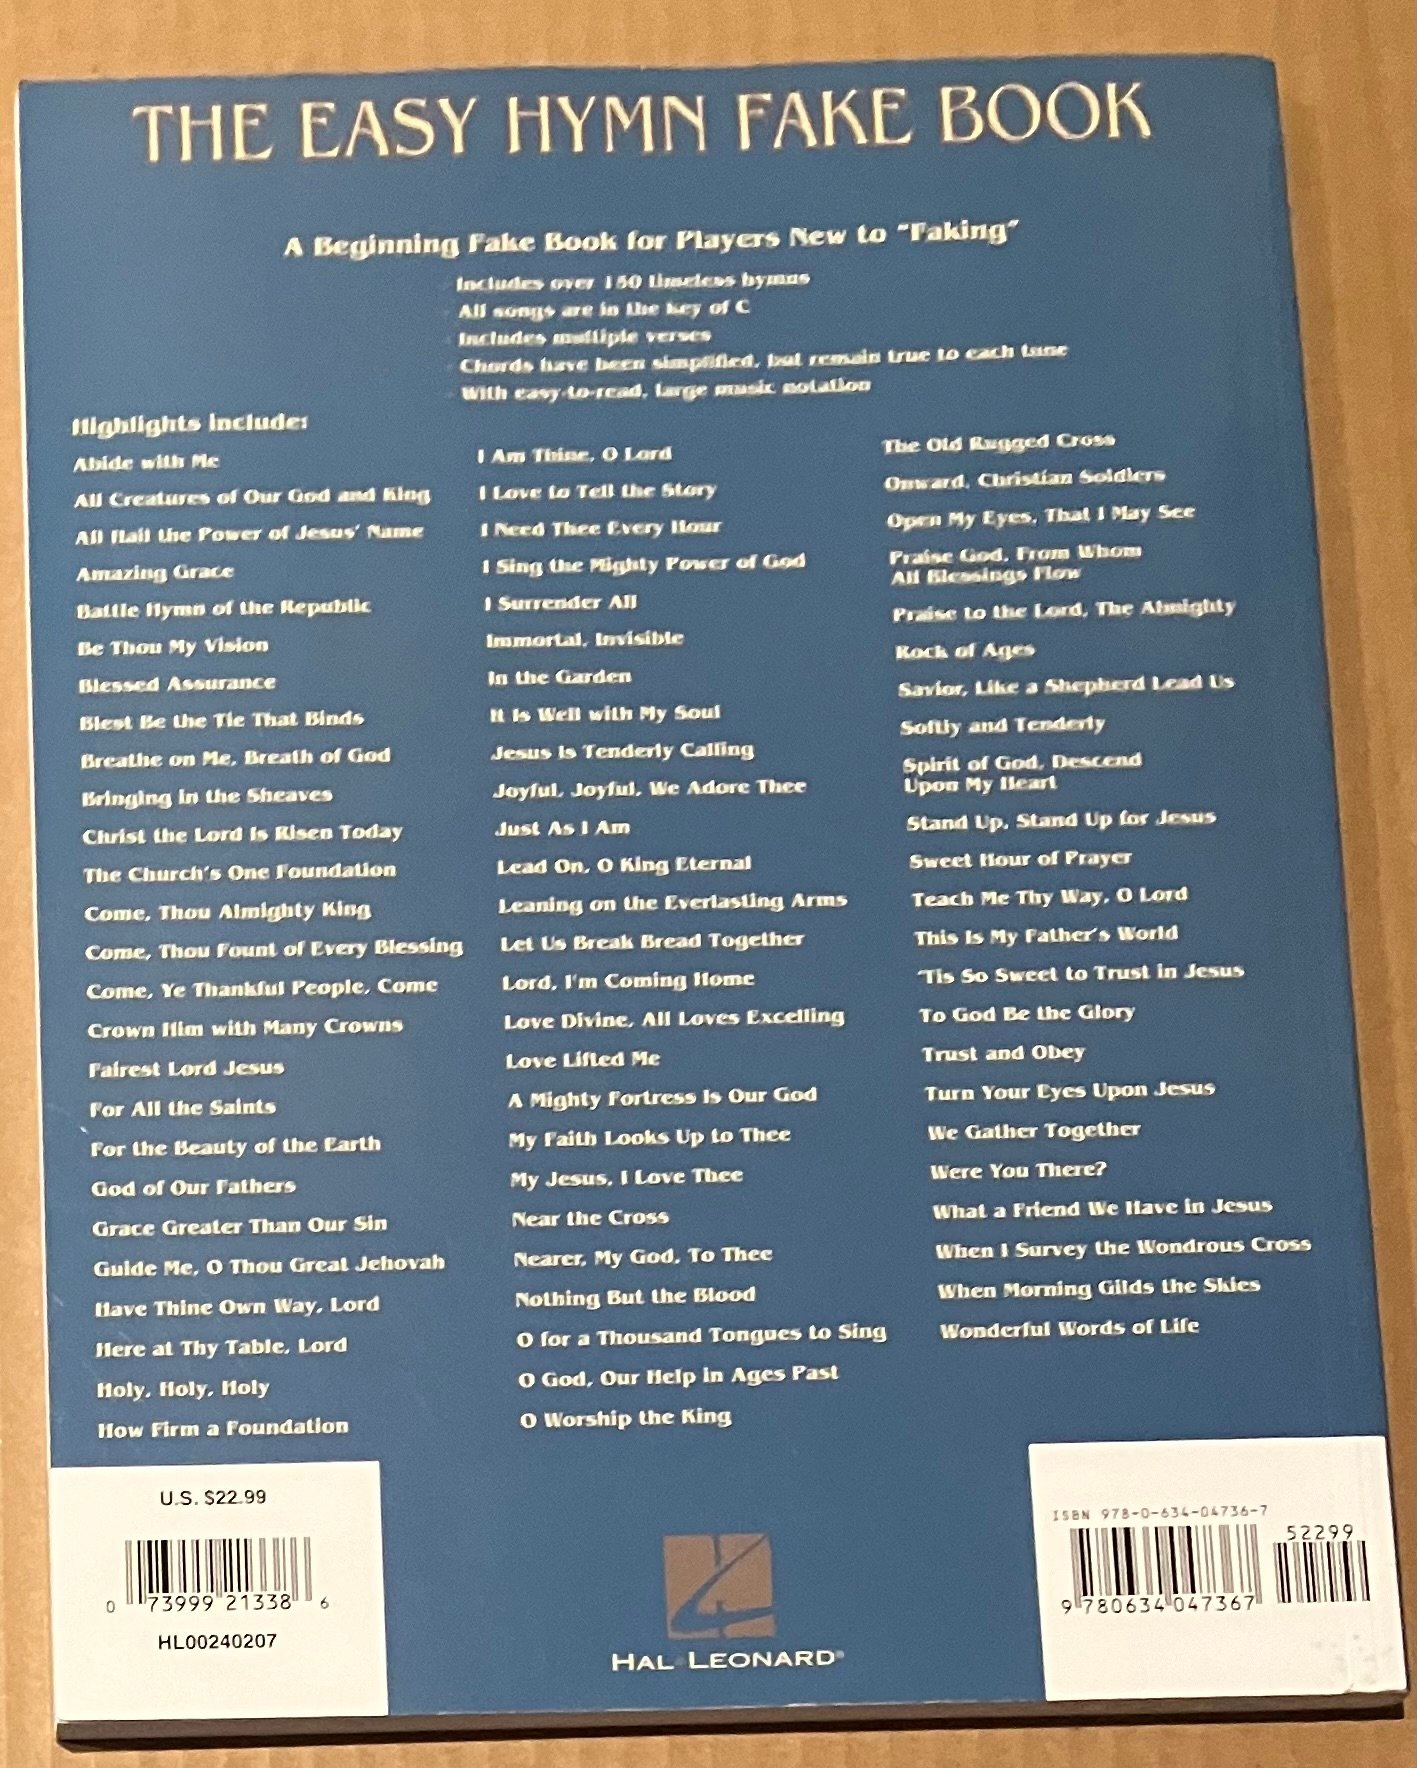 THE EASY HYMN FAKE BOOK
A Beginning Fake Book for Players New to "Faking"
Includes over 150 timeless hymns
All songs are in the key of C
Includes multiple verses
Chords have been simplified, but remain true to each tune
With easy-to-read, large music notation
Highlights Include:
Abide with Me
All Creatures of Our God and King
All Hail the Power of Jesus' Name
Amazing Grace
Battle Hymn of the Republic
Be Thou My Vision
Blessed Assurance
Blest Be the Tie That Binds
Breathe on Me, Breath of God
Bringing in the Sheaves
Christ the Lord Is Risen Today
The Church's One Foundation
Come, Thou Almighty King
Come, Thou Fount of Every Blessing
Come, Ye Thankful People, Come
Crown Him with Many Crowns
Fairest Lord Jesus
For All the Saints
For the Beauty of the Earth
God of Our Fathers
Grace Greater Than Our Sin
Guide Me, O Thou Great Jehovah
Have Thine Own Way, Lord
Here at Thy Table, Lord
Holy, Holy, Holy
How Firm a Foundation
I Am Thine, O Lord
I Love to Tell the Story
I Need Thee Every Hour
I Sing the Mighty Power of God
I Surrender All
Immortal, Invisible
In the Garden
It Is Well with My Soul
Jesus Is Tenderly Calling
Joyful, Joyful, We Adore Thee
Just As I Am
Lead On, O King Eternal
Leaning on the Everlasting Arms
Let Us Break Bread Together
Lord, I'm Coming Home
Love Divine, All Loves Excelling
Love Lifted Me
A Mighty Fortress Is Our God
My Faith Looks Up to Thee
My Jesus, I Love Thee
Near the Cross
Nearer, My God, To Thee
Nothing But the Blood
O for a Thousand Tongues to Sing
O God, Our Help in Ages Past
O Worship the King
The Old Rugged Cross
Onward, Christian Soldiers
Open My Eyes, That I May See
Praise God, From Whom
All Blessings Flow
Praise to the Lord, The Almighty
Rock of Ages
Savior, Like a Shepherd Lead Us
Softly and Tenderly
Spirit of God, Descend
Upon My Heart
Stand Up, Stand Up for Jesus
Sweet Hour of Prayer
Teach Me Thy Way, O Lord
This Is My Father's World
'Tis So Sweet to Trust in Jesus
To God Be the Glory
Trust and Obey
Turn Your Eyes Upon Jesus
We Gather Together
Were You There?
What a Friend We Have in Jesus
When I Survey the Wondrous Cross
When Morning Gilds the Skies
Wonderful Words of Life
U.S. $22.99
0 73999 21338 6
HL00240207
HAL•LEONARD®
ISBN 978-0-634-04736-7
52299
9 780634 047367